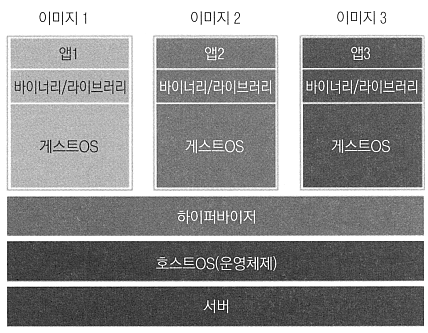 이미지 1 이미지 2 이미지 3
앱1 앱2 앱3
바이너리/라이브러리 바이너리/라이브러리 바이너리/라이브러리
게스트OS 게스트OS 게스트OS
하이퍼바이저
호스트OS(운영체제)
서버